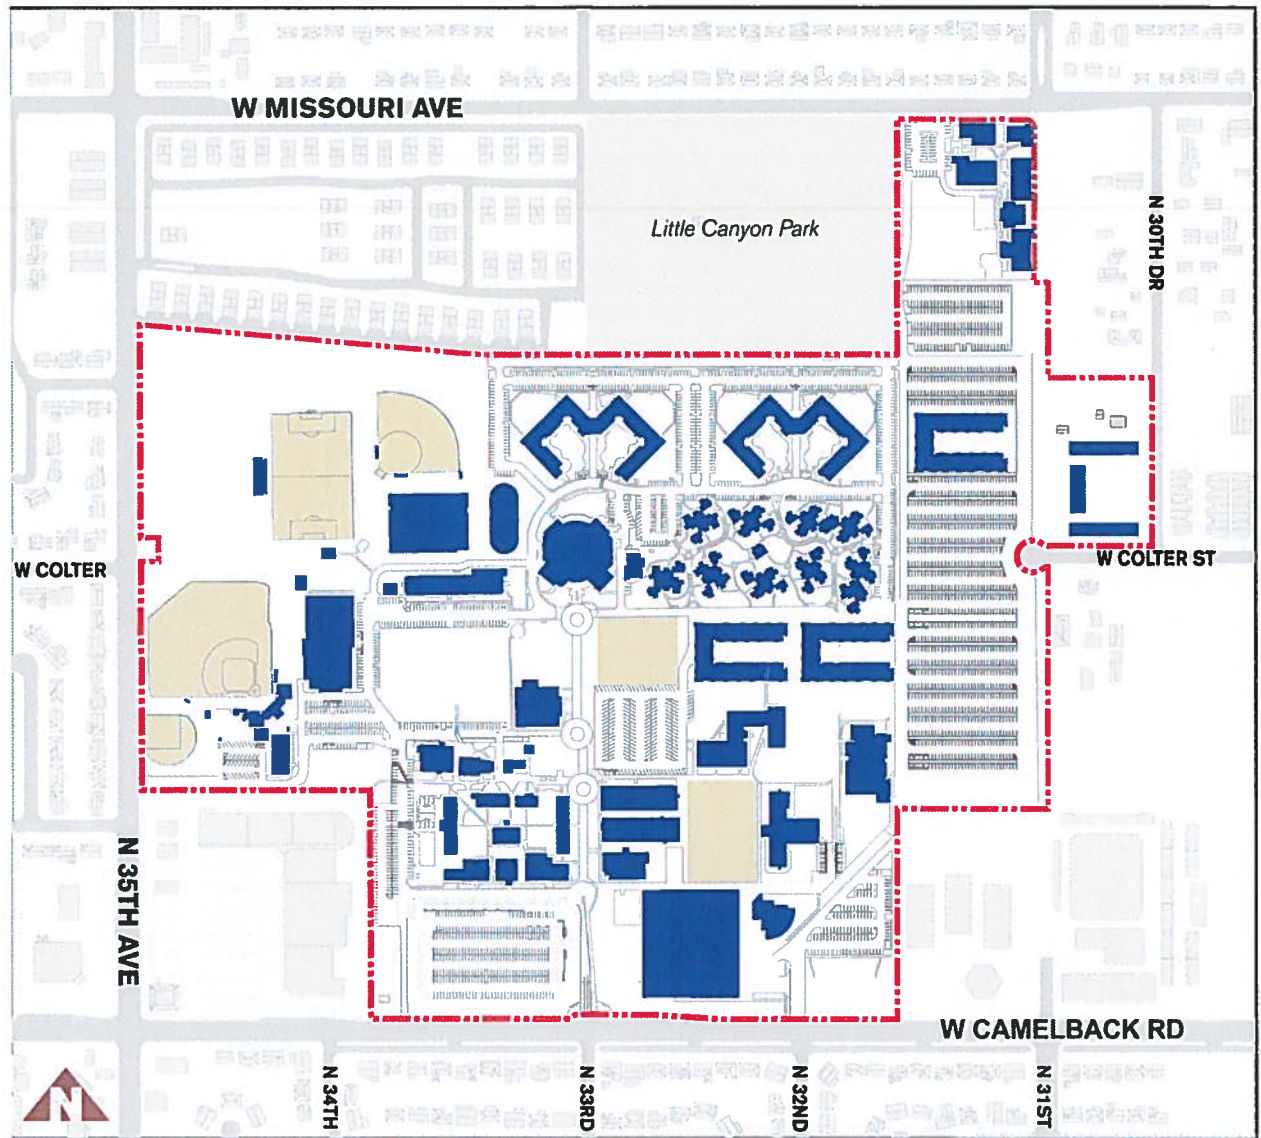 W MISSOURI AVE
Little Canyon Park
N 30TH DR
W COLTER
W COLTER ST
N 35TH AVE
W CAMELBACK RD
N 34TH
N 33RD
N 32ND
N 31ST
N